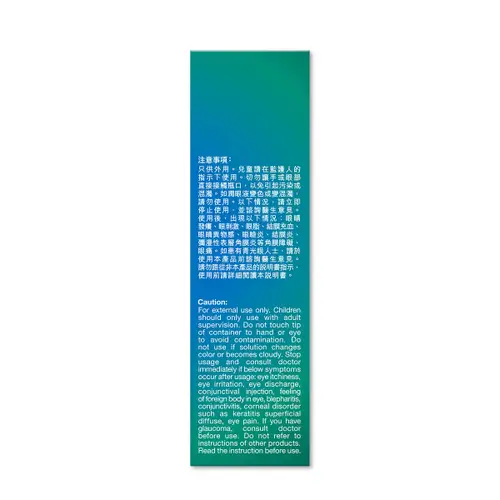 注意事項：
只供外用。兒童請在監護人的
指示下使用。切勿讓手或眼部
直接接觸瓶口，以免引起污染或
混濁。如潤眼液變色或變混濁，
請勿使用。以下情況，請立即
停止使用，並諮詢醫生意見。
使用後，出現以下情況：眼睛
發癢、眼刺激、眼脂、結膜充血、
眼睛異物感、眼瞼炎、結膜炎、
彌漫性表層角膜炎等角膜障礙、
眼痛。如患有青光眼人士，請於
使用本產品前諮詢醫生意見。
請勿跟從非本產品的說明書指示，
使用前請詳細閱讀本說明書。
Caution:
For external use only. Children
should only use with adult
supervision. Do not touch tip
of container to hand or eye
to avoid contamination. Do
not use if solution changes
color or becomes cloudy. Stop
usage and consult doctor
immediately if below symptoms
occur after usage: eye itchiness,
eye irritation, eye discharge,
conjunctival injection, feeling
of foreign body in eye, blepharitis,
conjunctivitis, corneal disorder
such as keratitis superficial
diffuse, eye pain. If you have
glaucoma, consult doctor
before use. Do not refer to
instructions of other products.
Read the instruction before use.